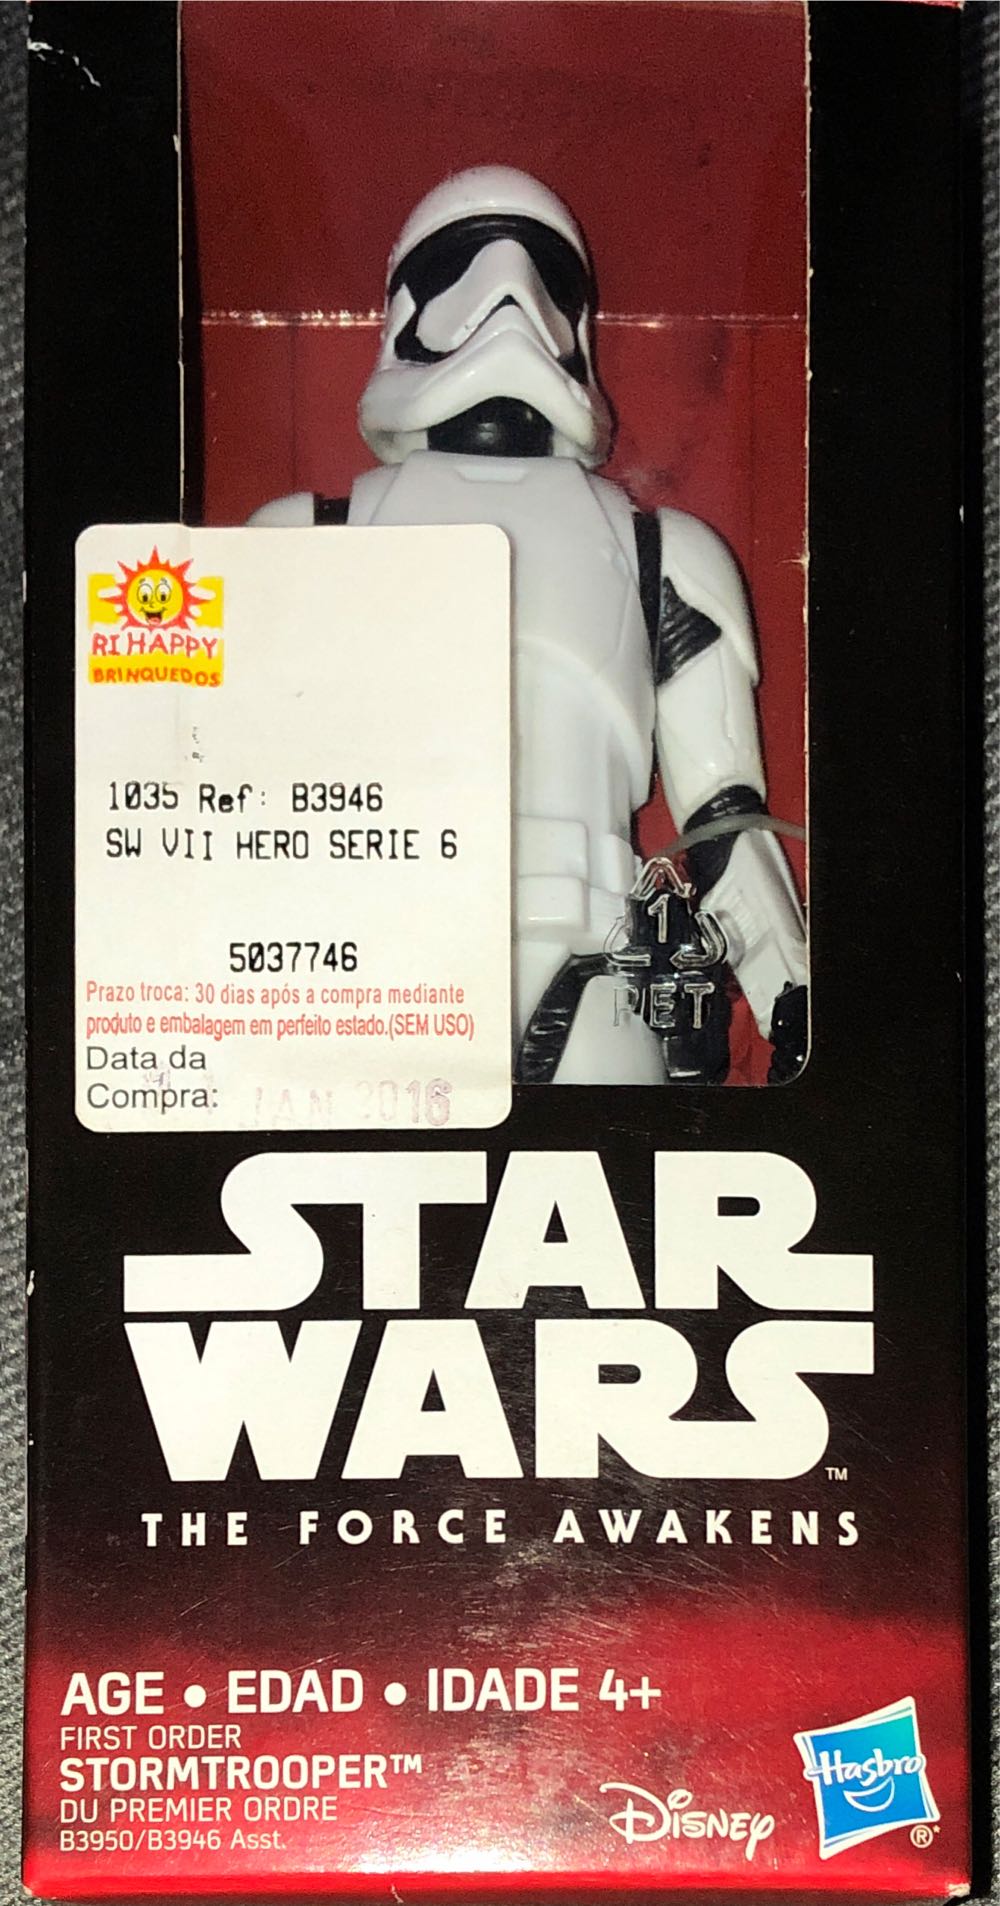 RI HAPPY
BRINQUEDOS
1035 Ref: B3946
SW VII HERO SERIE 6
5037746
Prazo troca: 30 dias após a compra mediante
produto e embalagem em perfeito estado.(SEM USO)
Data da
Compra: JAN 2016
1
PET
STAR
WARS™
THE FORCE AWAKENS
AGE • EDAD • IDADE 4+
FIRST ORDER
STORMTROOPER™
DU PREMIER ORDRE
B3950/B3946 Asst.
Disney
Hasbro
®*